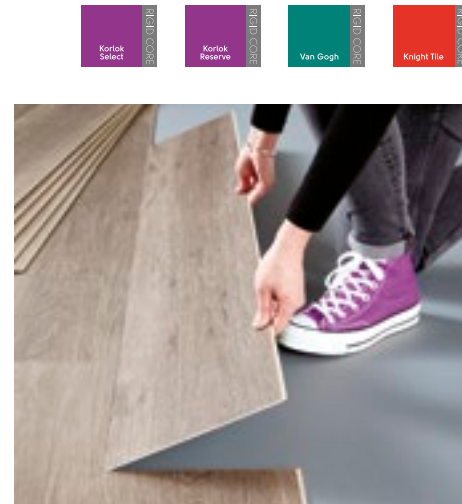 Korlok
Select
RIGID CORE
Korlok
Reserve
RIGID CORE
Van Gogh
RIGID CORE
Knight Tile
RIGID CORE